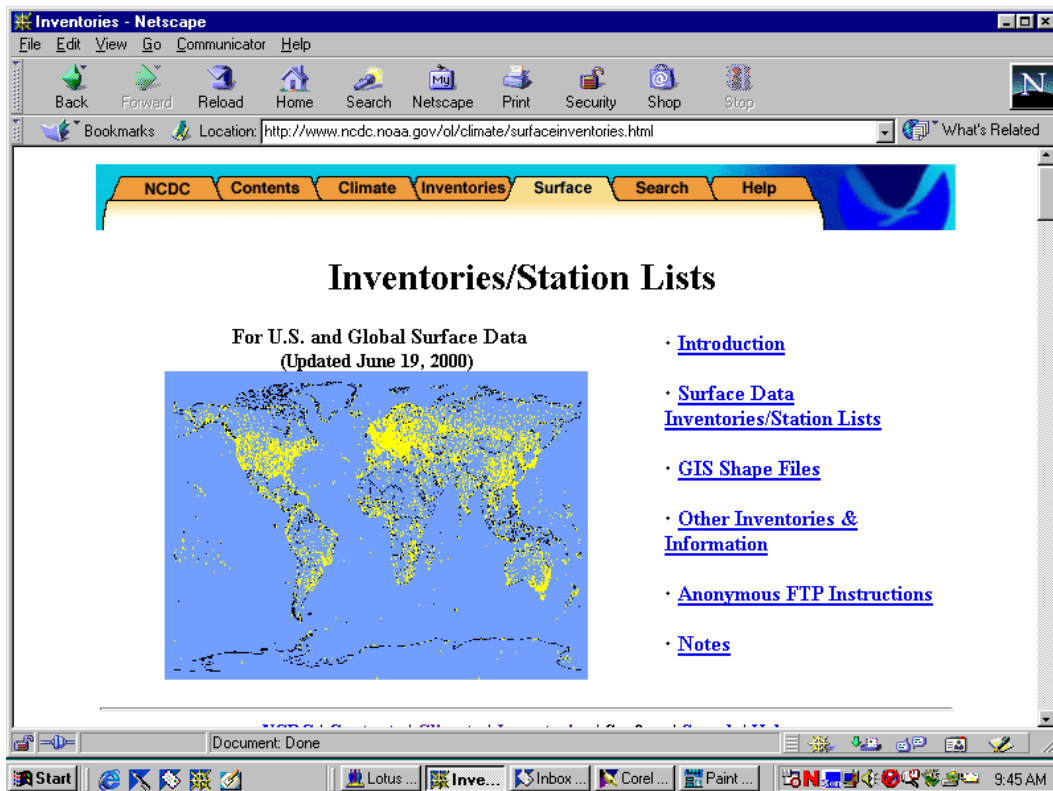 Inventories - Netscape
File Edit View Go Communicator Help
My
N
Back Forward Reload Home Search Netscape Print Security Shop Stop
Bookmarks Location: http://www.ncdc.noaa.gov/ol/climate/surfaceinventories.html What's Related
NCDC Contents Climate Inventories Surface Search Help
Inventories/Station Lists
For U.S. and Global Surface Data
(Updated June 19, 2000)
· Introduction
· Surface Data
Inventories/Station Lists
· GIS Shape Files
· Other Inventories &
Information
· Anonymous FTP Instructions
· Notes
Document: Done
Start Lotus ... Inve... Inbox ... Corel ... Paint ... N 9:45 AM